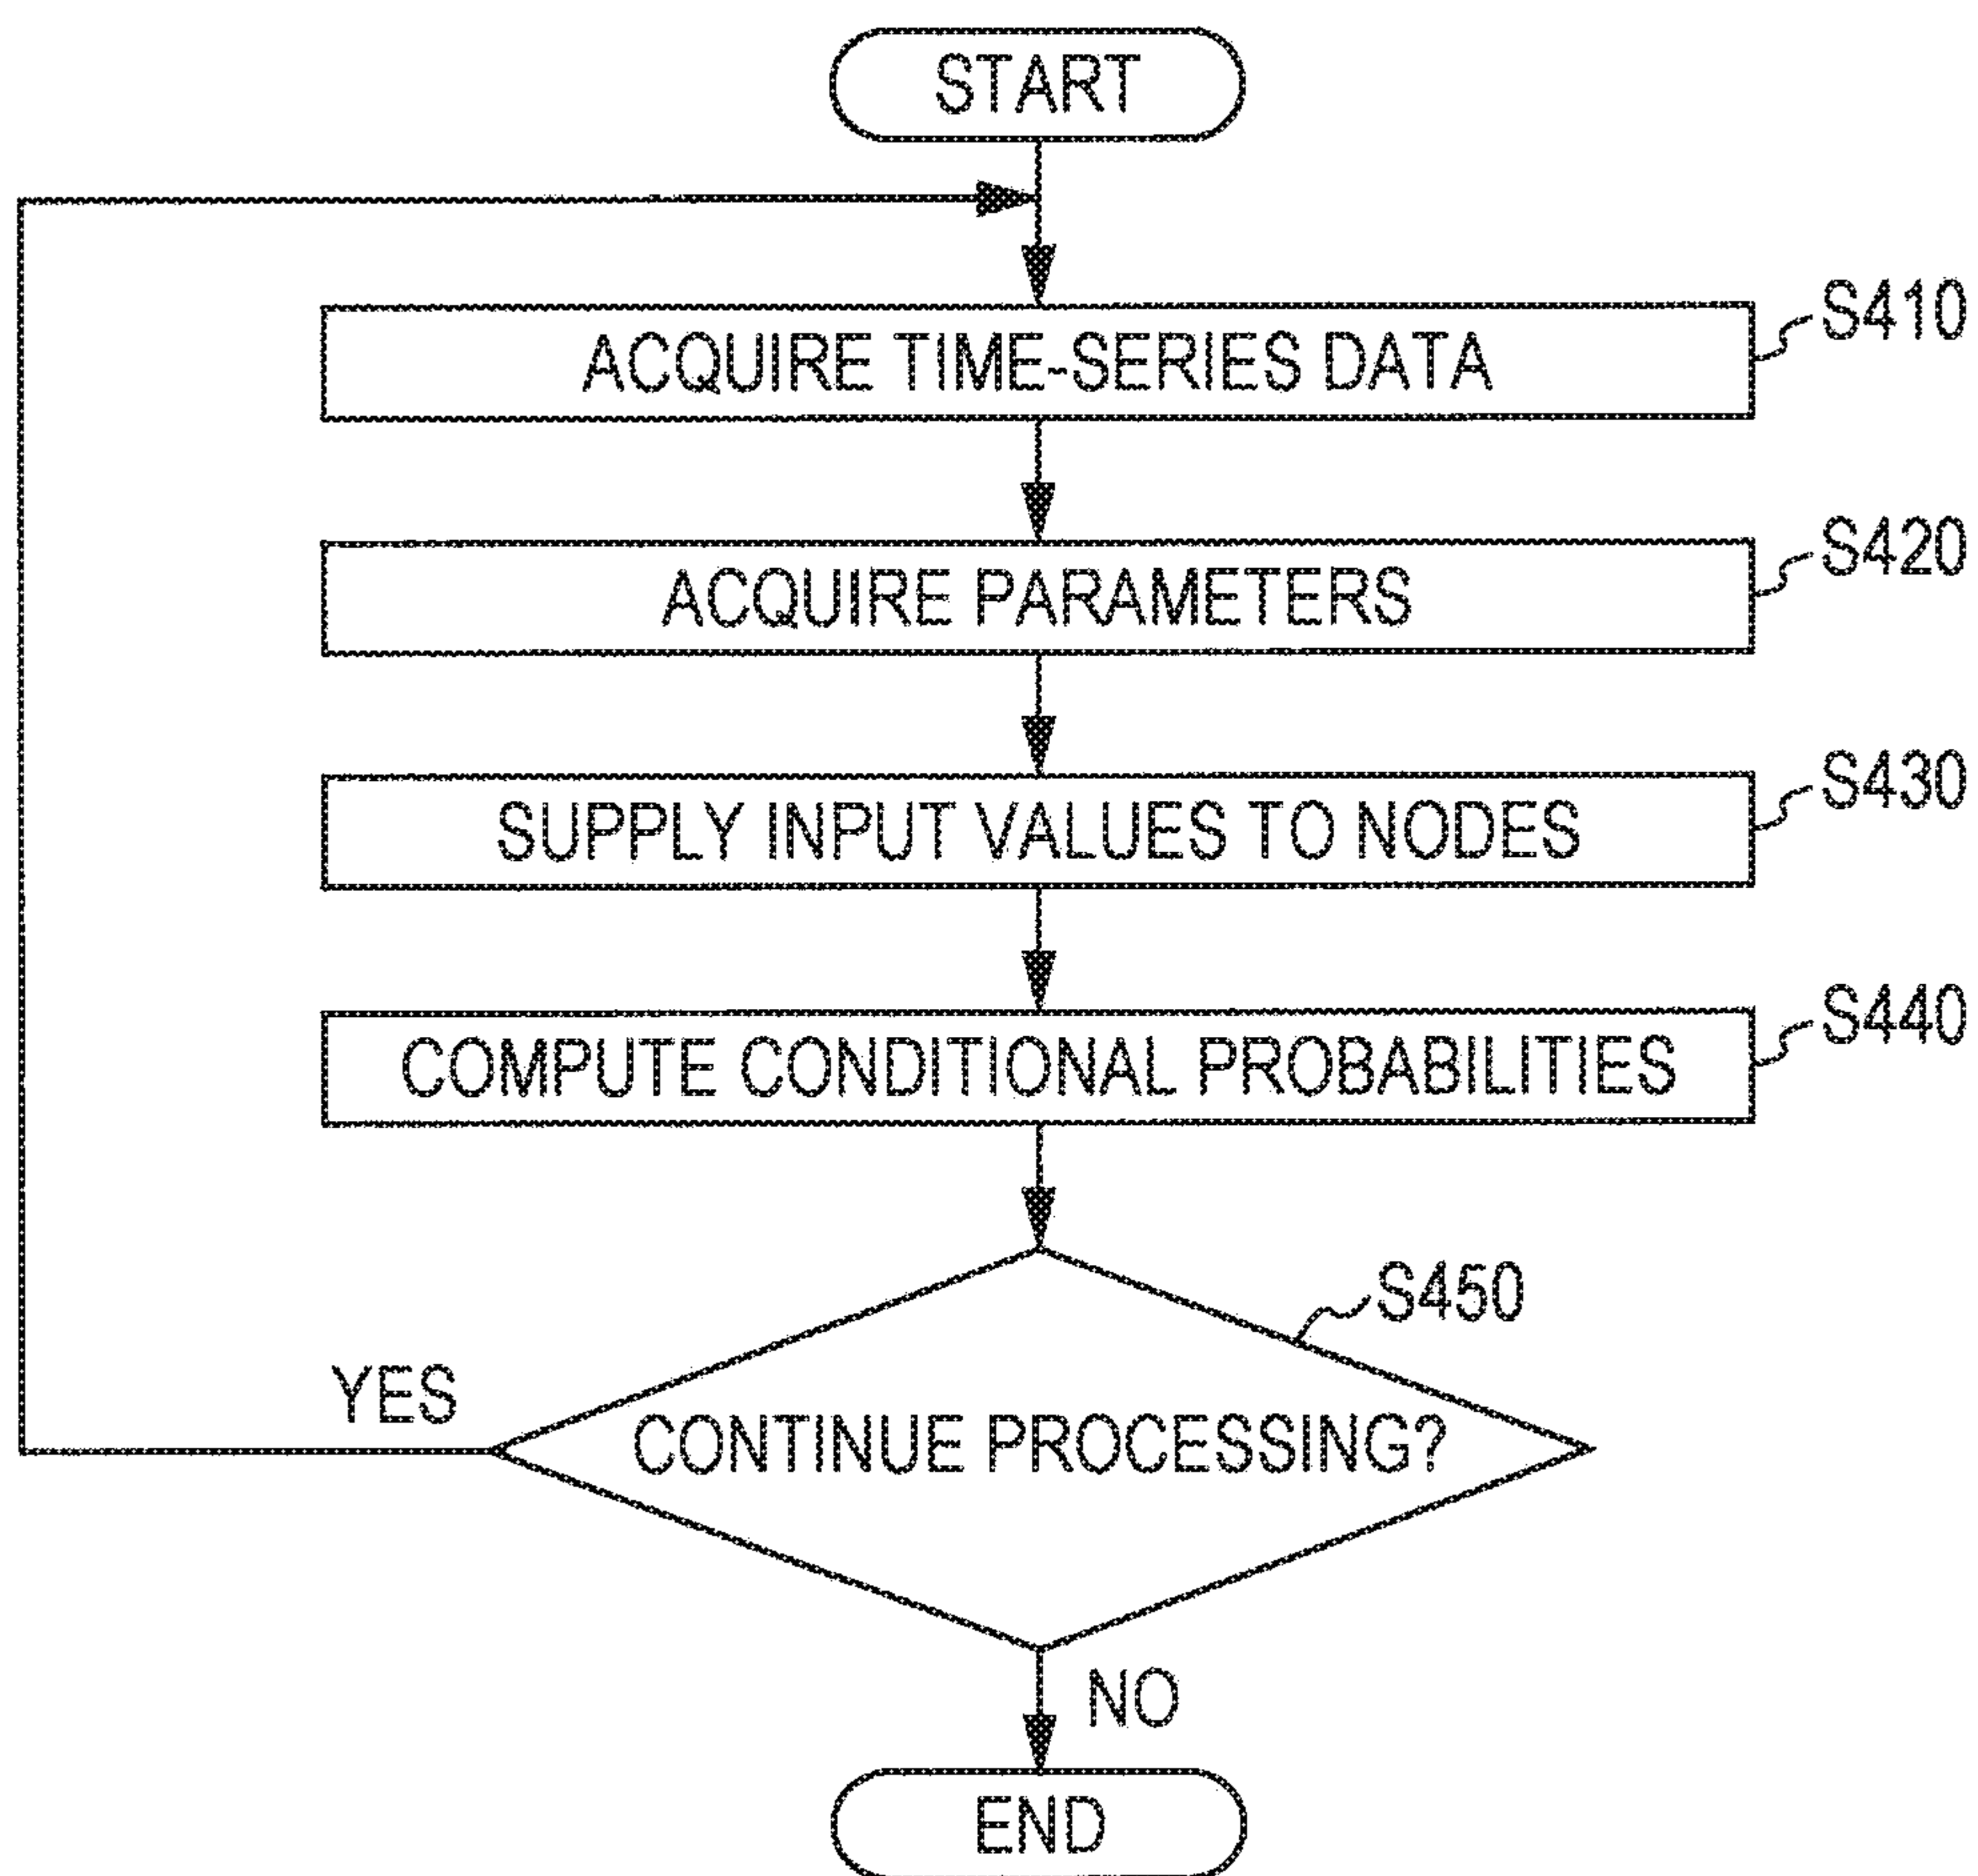 START
ACQUIRE TIME-SERIES DATA
S410
ACQUIRE PARAMETERS
S420
SUPPLY INPUT VALUES TO NODES
S430
COMPUTE CONDITIONAL PROBABILITIES
S440
S450
YES
CONTINUE PROCESSING?
NO
END